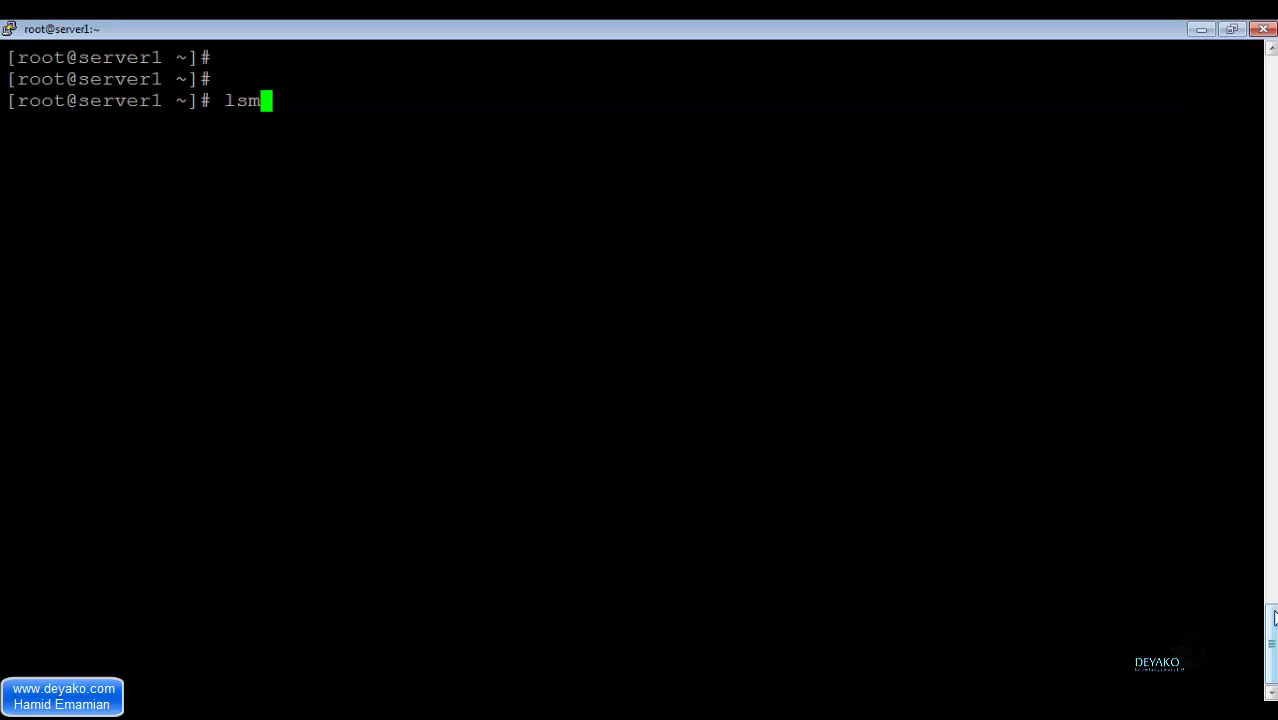 root@server1:~
[root@server1 ~]#
[root@server1 ~]#
[root@server1 ~]# lsm
DEYAKO
www.deyako.com
Hamid Emamian